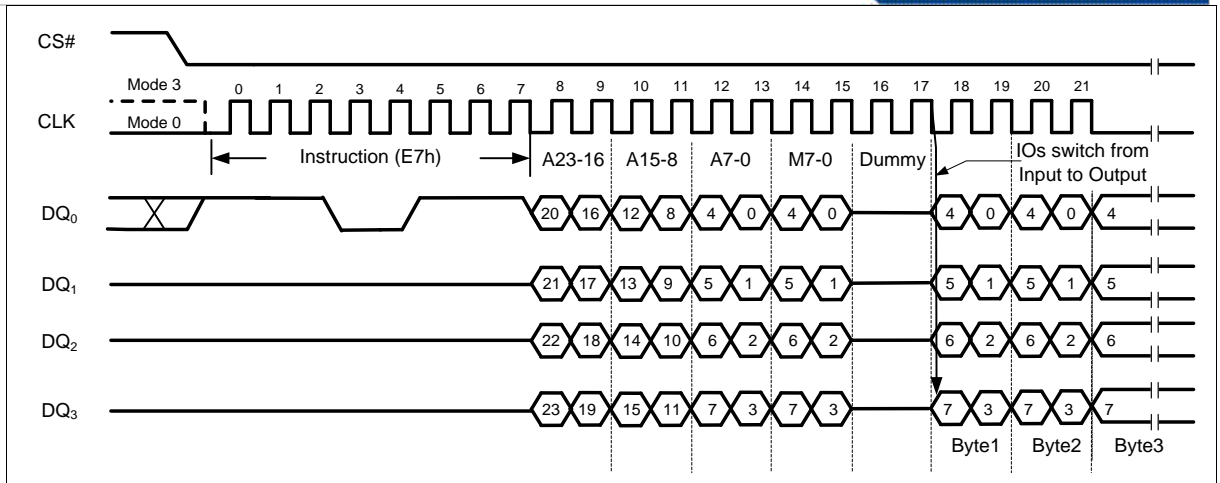 CS#
Mode 3
Mode 0
CLK
0 1 2 3 4 5 6 7 8 9 10 11 12 13 14 15 16 17 18 19 20 21
Instruction (E7h)
A23-16 A15-8 A7-0 M7-0 Dummy
IOs switch from
Input to Output
DQ0
20 16 12 8 4 0 4 0 4 0 4 0 4
DQ1
21 17 13 9 5 1 5 1 5 1 5 1 5
DQ2
22 18 14 10 6 2 6 2 6 2 6 2 6
DQ3
23 19 15 11 7 3 7 3 7 3 7 3 7
Byte1 Byte2 Byte3